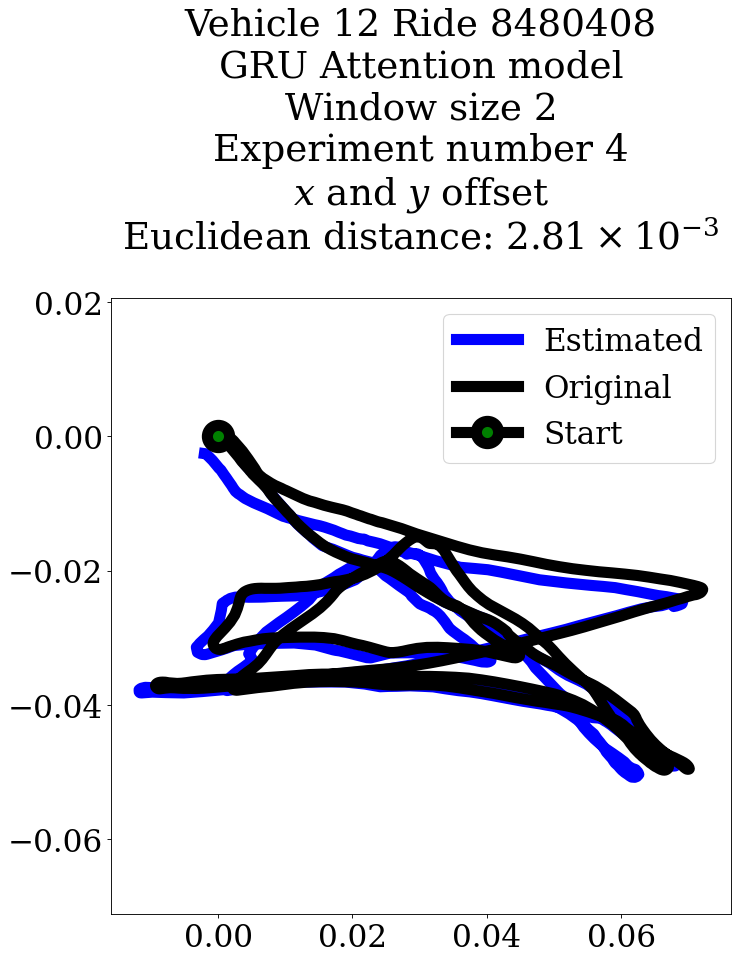 Vehicle 12 Ride 8480408
GRU Attention model
Window size 2
Experiment number 4
x and y offset
Euclidean distance: 2.81 × 10⁻³
0.02
Estimated
Original
Start
0.00
−0.02
−0.04
−0.06
0.00 0.02 0.04 0.06